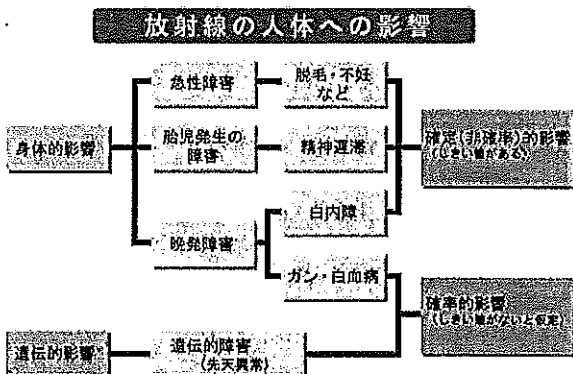 放射線の人体への影響
身体的影響
急性障害
脱毛・不妊
など
胎児発生の
障害
精神遅滞
晩発障害
白内障
ガン・白血病
確定(非確率)的影響
(しきい値がある)
確率的影響
(しきい値がないと仮定)
遺伝的影響
遺伝的障害
(先天異常)